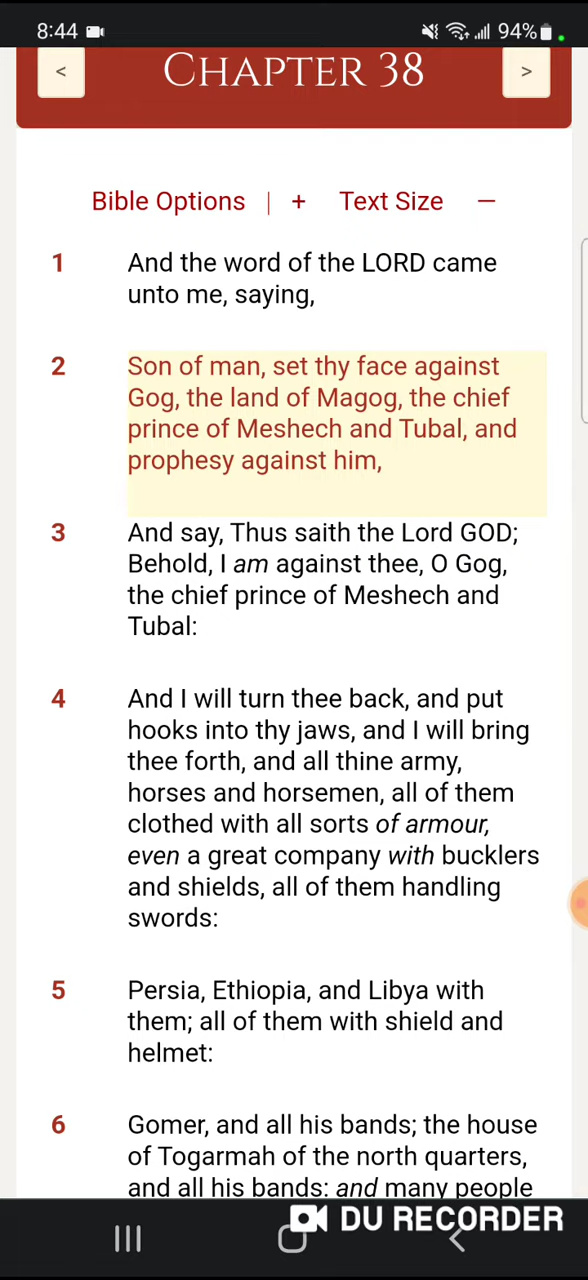 8:44 94%
< CHAPTER 38 >
Bible Options | + Text Size —
1 And the word of the LORD came
unto me, saying,
2 Son of man, set thy face against
Gog, the land of Magog, the chief
prince of Meshech and Tubal, and
prophesy against him,
3 And say, Thus saith the Lord GOD;
Behold, I am against thee, O Gog,
the chief prince of Meshech and
Tubal:
4 And I will turn thee back, and put
hooks into thy jaws, and I will bring
thee forth, and all thine army,
horses and horsemen, all of them
clothed with all sorts of armour,
even a great company with bucklers
and shields, all of them handling
swords:
5 Persia, Ethiopia, and Libya with
them; all of them with shield and
helmet:
6 Gomer, and all his bands; the house
of Togarmah of the north quarters,
and all his bands: and many people
DU RECORDER